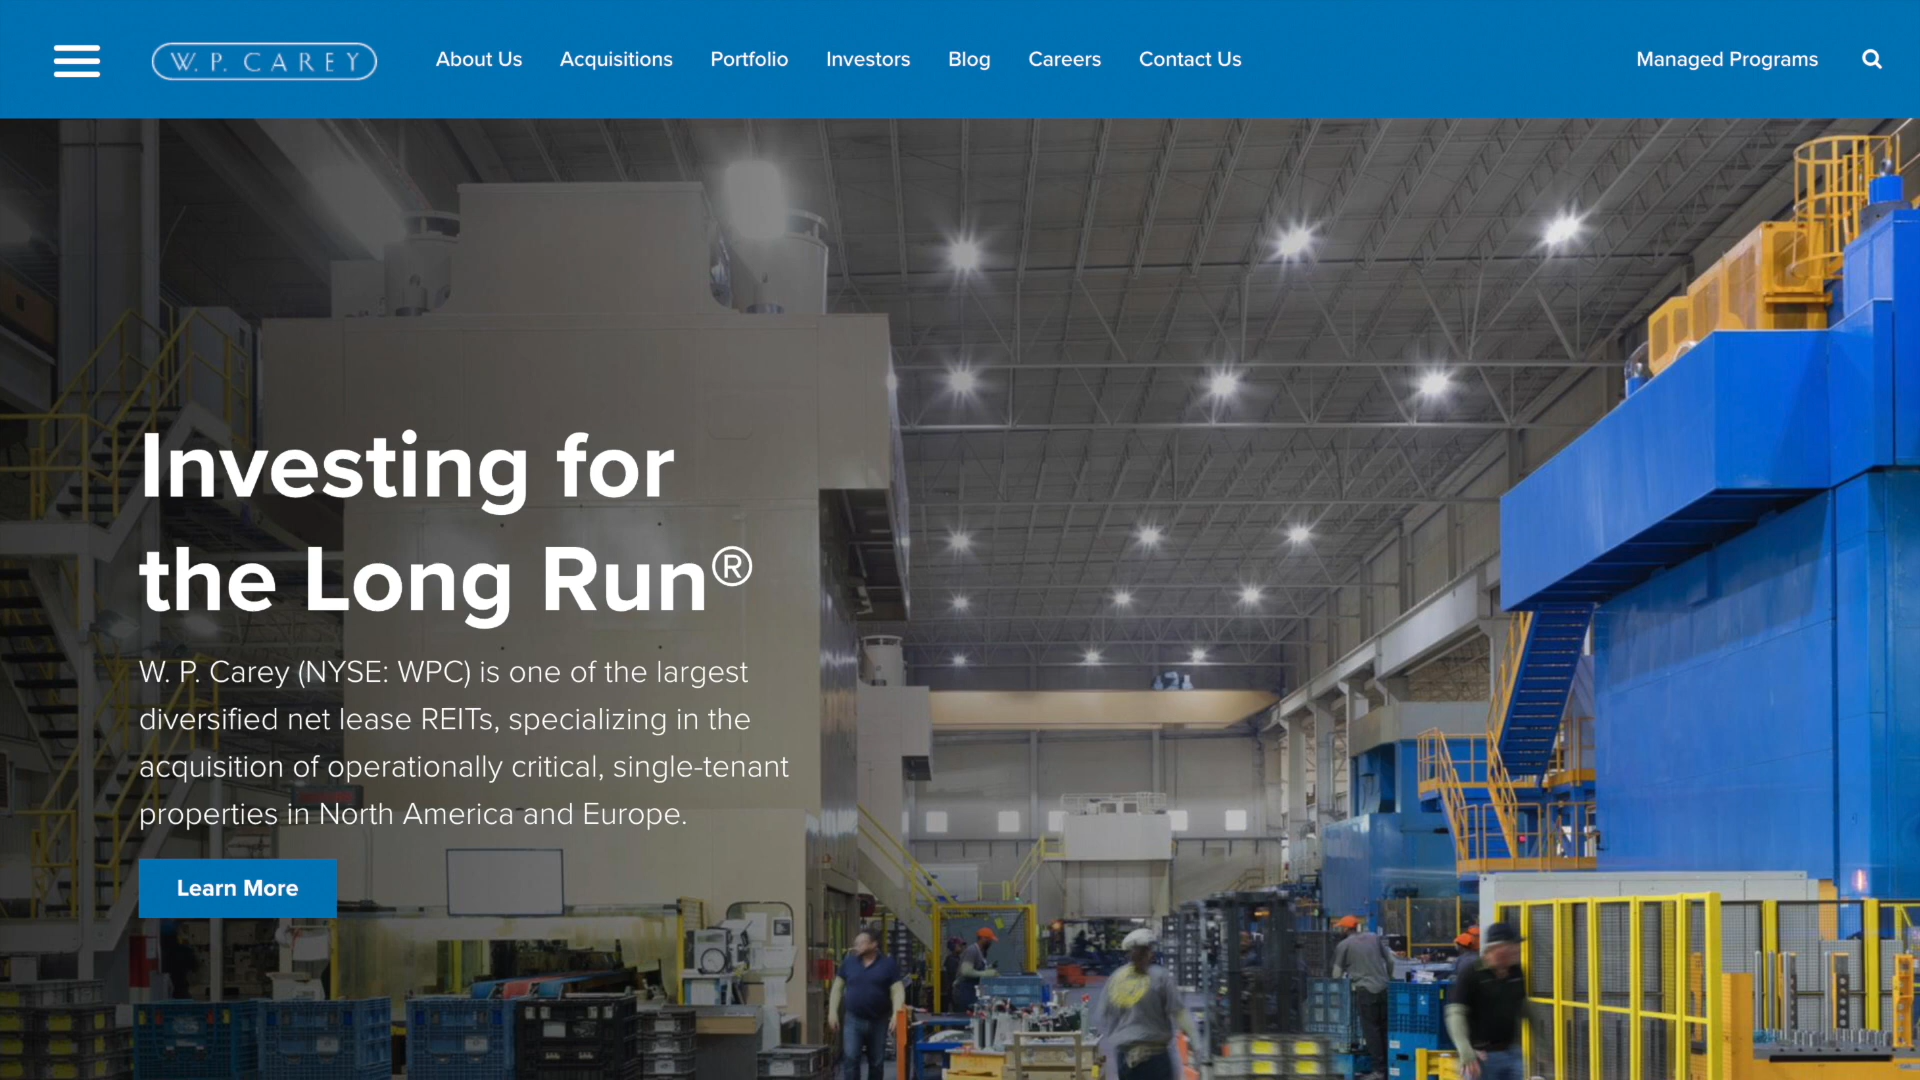 W. P. CAREY
About Us
Acquisitions
Portfolio
Investors
Blog
Careers
Contact Us
Managed Programs
Investing for
the Long Run®
W. P. Carey (NYSE: WPC) is one of the largest
diversified net lease REITs, specializing in the
acquisition of operationally critical, single-tenant
properties in North America and Europe.
Learn More